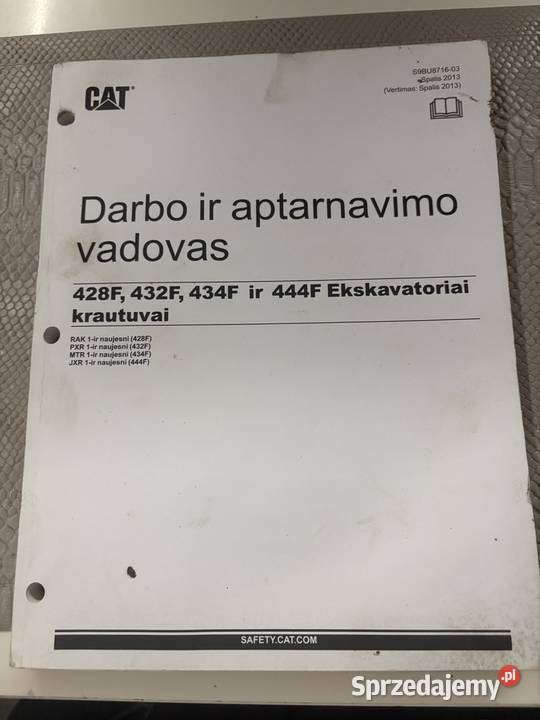 CAT®
S9BU8716-03
Spalis 2013
(Vertimas: Spalis 2013)
Darbo ir aptarnavimo
vadovas
428F, 432F, 434F ir 444F Ekskavatoriai
krautuvai
RAK 1-ir naujesni (428F)
PXR 1-ir naujesni (432F)
MTR 1-ir naujesni (434F)
JXR 1-ir naujesni (444F)
SAFETY.CAT.COM
Sprzedajemy.pl